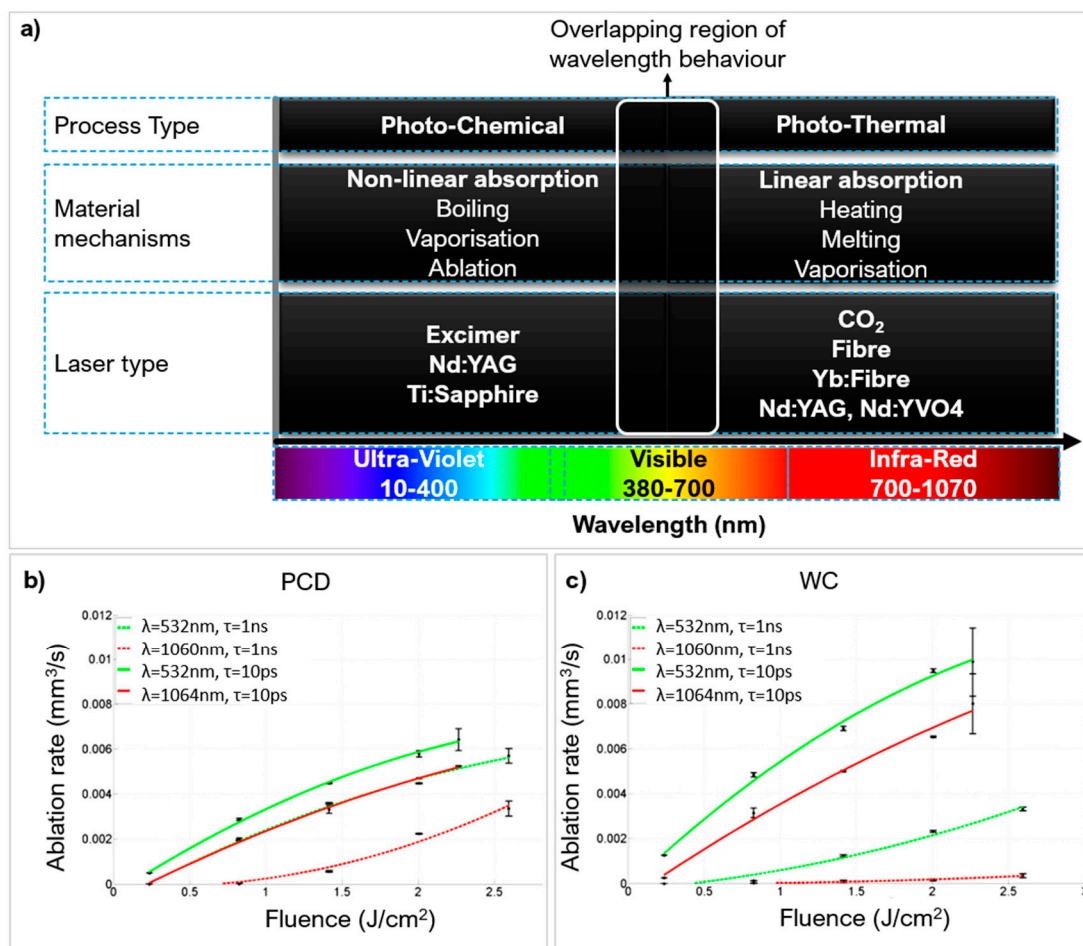 a)
Overlapping region of
wavelength behaviour
Process Type
Photo-Chemical
Photo-Thermal
Material
mechanisms
Non-linear absorption
Boiling
Vaporisation
Ablation
Linear absorption
Heating
Melting
Vaporisation
Laser type
Excimer
Nd:YAG
Ti:Sapphire
CO₂
Fibre
Yb:Fibre
Nd:YAG, Nd:YVO4
Ultra-Violet
10-400
Visible
380-700
Infra-Red
700-1070
Wavelength (nm)
b)
PCD
Ablation rate (mm³/s)
0.012
0.01
0.008
0.006
0.004
0.002
0
λ=532nm, τ=1ns
λ=1060nm, τ=1ns
λ=532nm, τ=10ps
λ=1064nm, τ=10ps
0 0.5 1 1.5 2 2.5
Fluence (J/cm²)
c)
WC
Ablation rate (mm³/s)
0.012
0.01
0.008
0.006
0.004
0.002
0
λ=532nm, τ=1ns
λ=1060nm, τ=1ns
λ=532nm, τ=10ps
λ=1064nm, τ=10ps
0 0.5 1 1.5 2 2.5 3
Fluence (J/cm²)